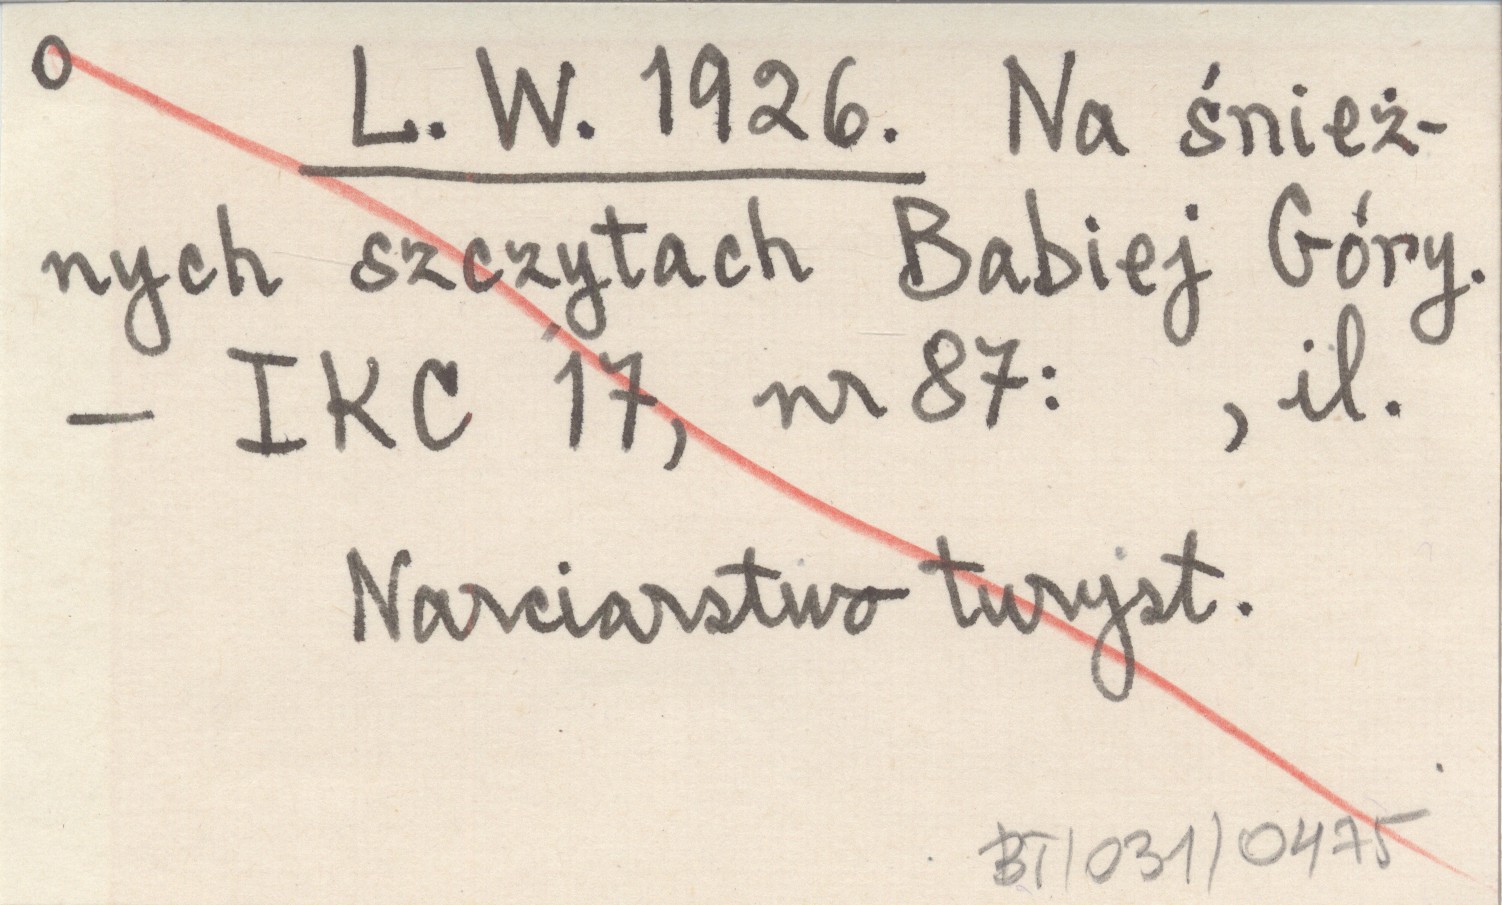 o L. W. 1926. Na śnież-
nych szczytach Babiej Góry.
– IKC 17, nr 87: , il.
Narciarstwo turyst.
BT/031/0475